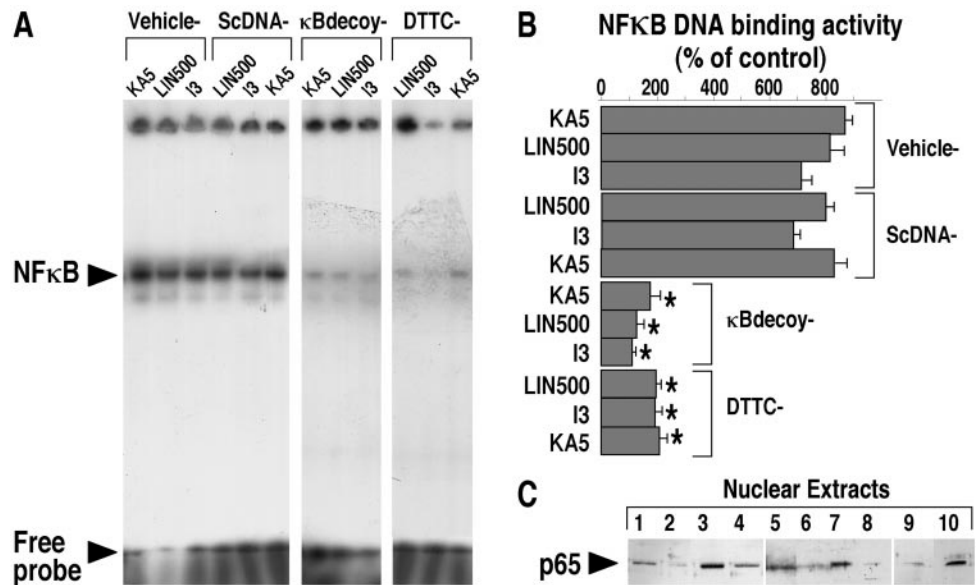 A
Vehicle- ScDNA- κBdecoy- DTTC-
KA5 LIN500 I3 LIN500 I3 KA5 KA5 LIN500 I3 LIN500 I3 KA5
NFκB
Free
probe
B
NFκB DNA binding activity
(% of control)
0 200 400 600 800
KA5
LIN500
I3
Vehicle-
LIN500
I3
KA5
ScDNA-
KA5 *
LIN500 *
I3 *
κBdecoy-
LIN500 *
I3 *
KA5 *
DTTC-
C
Nuclear Extracts
1 2 3 4 5 6 7 8 9 10
p65